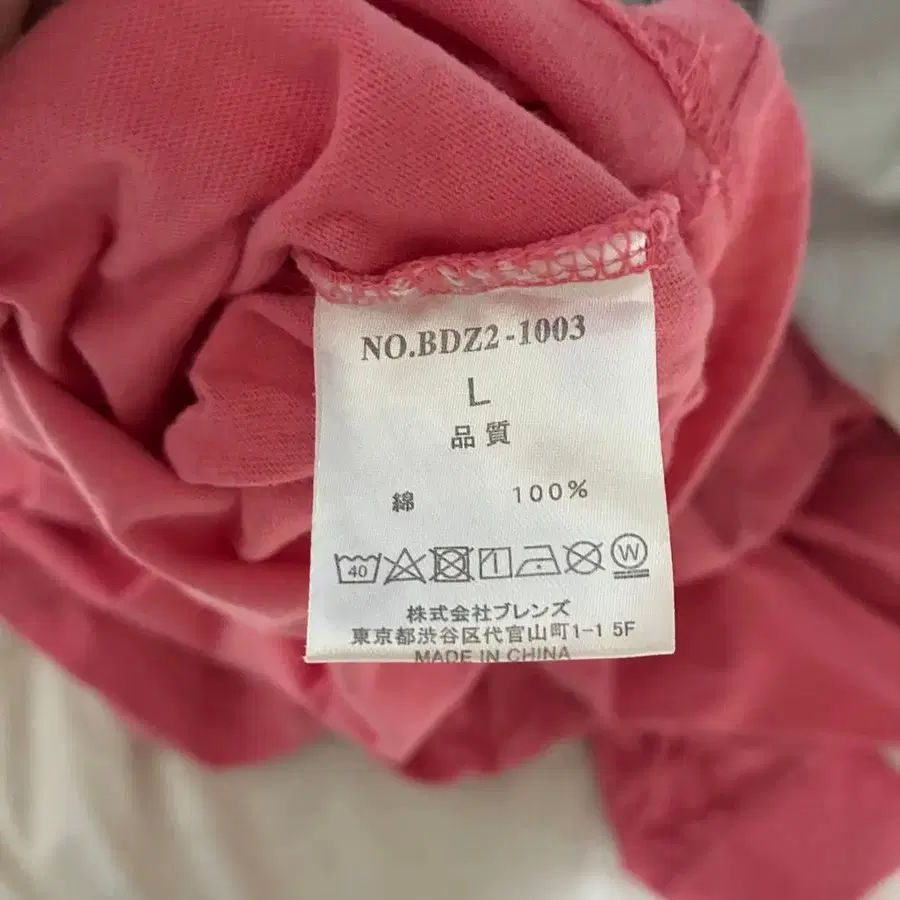 NO.BDZ2-1003
L
品質
綿 100%
40 W
株式会社ブレンズ
東京都渋谷区代官山町1-1 5F
MADE IN CHINA